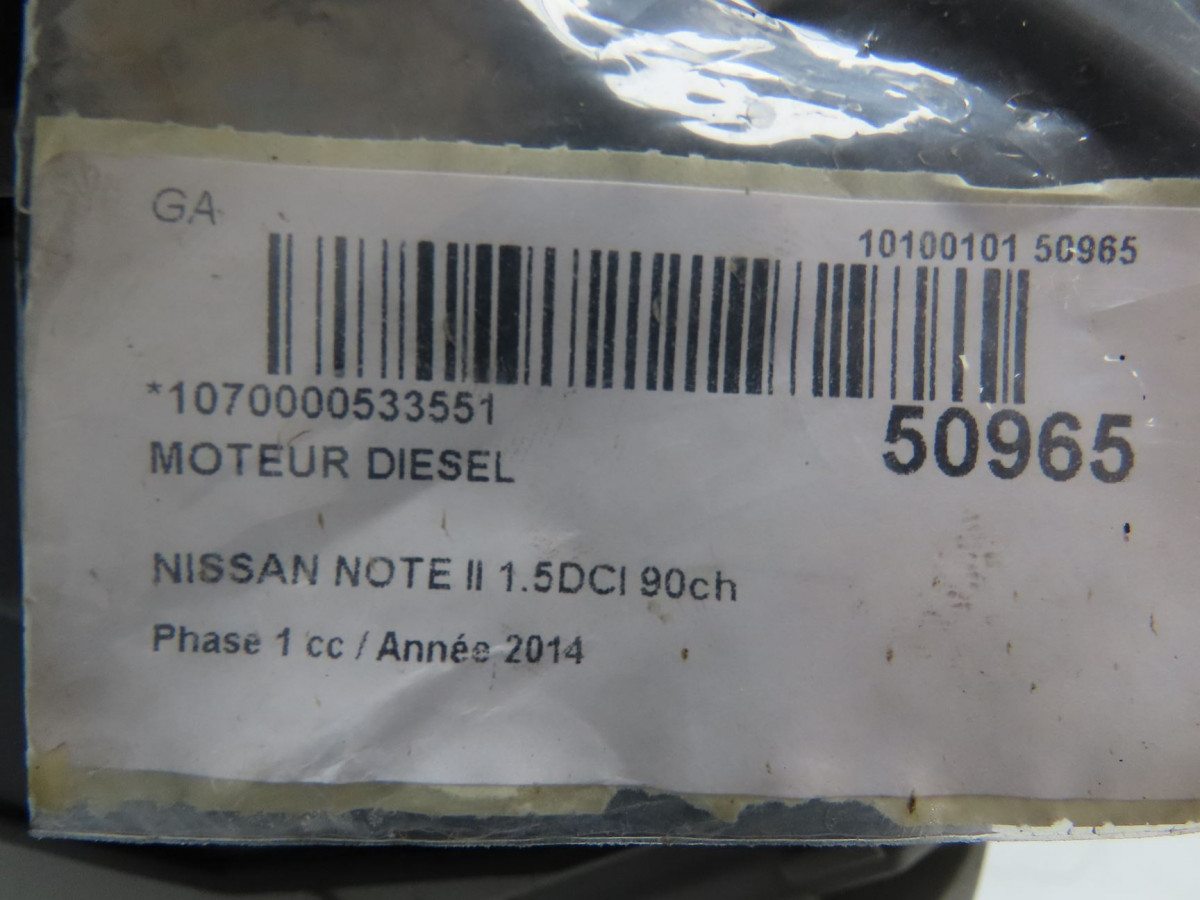 GA
10100101 50965
*1070000533551
50965
MOTEUR DIESEL
NISSAN NOTE II 1.5DCI 90ch
Phase 1 cc / Année 2014